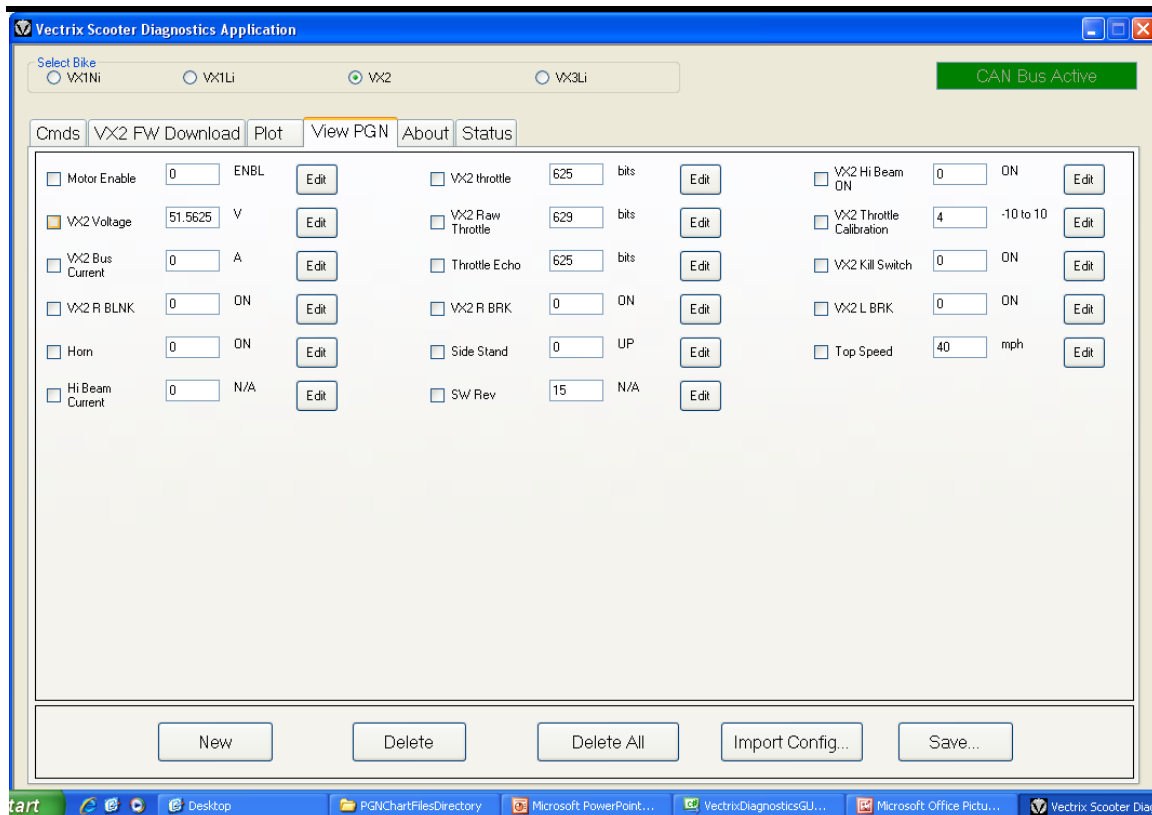 Vectrix Scooter Diagnostics Application
Select Bike
VX1Ni VX1Li VX2 VX3Li
CAN Bus Active
Cmds VX2 FW Download Plot View PGN About Status
Motor Enable 0 ENBL Edit VX2 throttle 625 bits Edit VX2 Hi Beam ON 0 ON Edit
VX2 Voltage 51.5625 V Edit VX2 Raw Throttle 629 bits Edit VX2 Throttle Calibration 4 -10 to 10 Edit
VX2 Bus Current 0 A Edit Throttle Echo 625 bits Edit VX2 Kill Switch 0 ON Edit
VX2 R BLNK 0 ON Edit VX2 R BRK 0 ON Edit VX2 L BRK 0 ON Edit
Horn 0 ON Edit Side Stand 0 UP Edit Top Speed 40 mph Edit
Hi Beam Current 0 N/A Edit SW Rev 15 N/A Edit
New Delete Delete All Import Config... Save...
tart Desktop PGNChartFilesDirectory Microsoft PowerPoint... VectrixDiagnosticsGU... Microsoft Office Pictu... Vectrix Scooter Dia